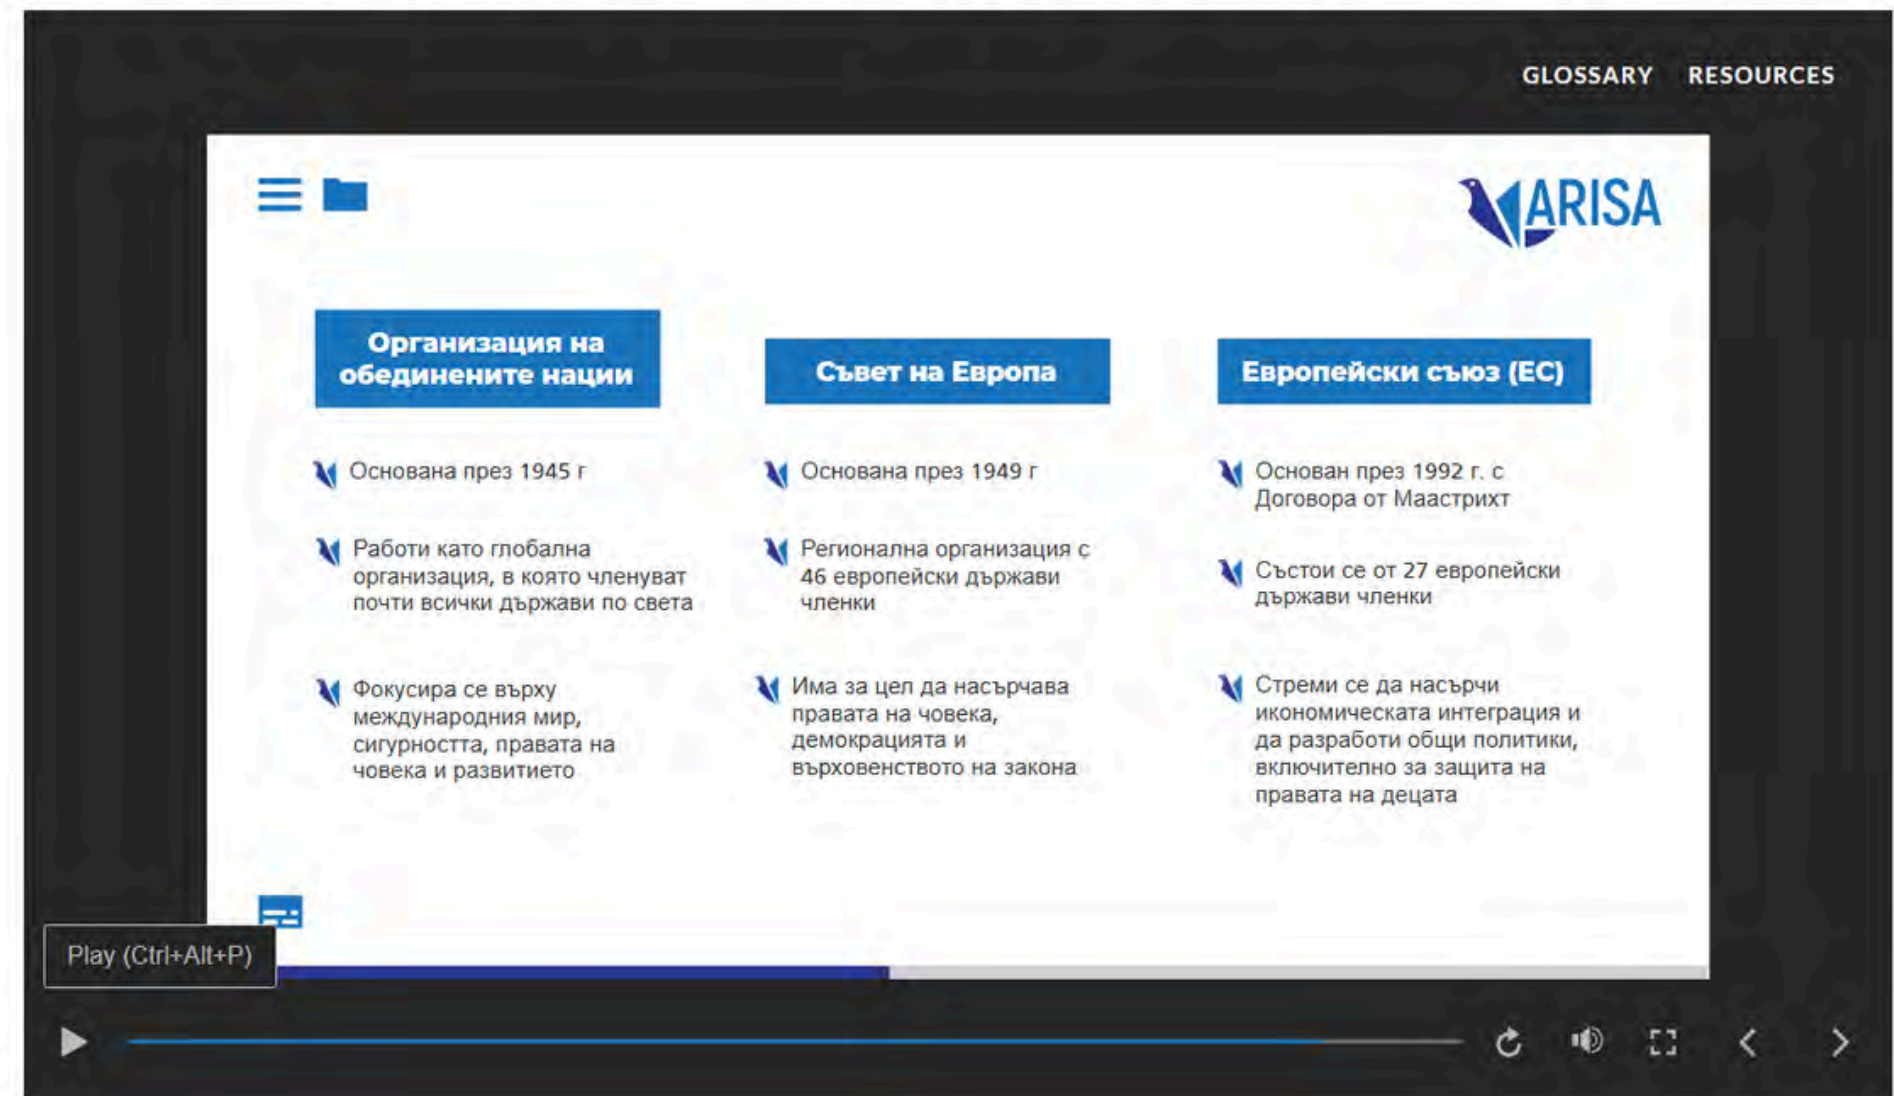 GLOSSARY RESOURCES
ARISA
Организация на
обединените нации
Основана през 1945 г
Работи като глобална
организация, в която членуват
почти всички държави по света
Фокусира се върху
международния мир,
сигурността, правата на
човека и развитието
Съвет на Европа
Основана през 1949 г
Регионална организация с
46 европейски държави
членки
Има за цел да насърчава
правата на човека,
демокрацията и
върховенството на закона
Европейски съюз (ЕС)
Основан през 1992 г. с
Договора от Маастрихт
Състои се от 27 европейски
държави членки
Стреми се да насърчи
икономическата интеграция и
да разработи общи политики,
включително за защита на
правата на децата
Play (Ctrl+Alt+P)